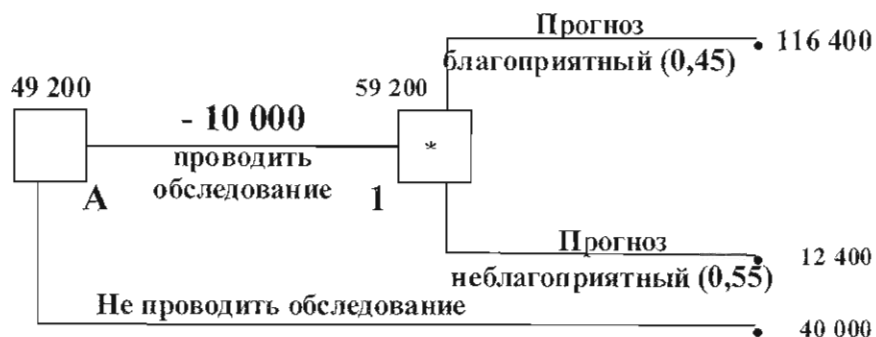 Прогноз
116 400
благоприятный (0,45)
49 200
59 200
- 10 000
*
проводить
обследование
А
1
Прогноз
12 400
неблагоприятный (0,55)
Не проводить обследование
40 000